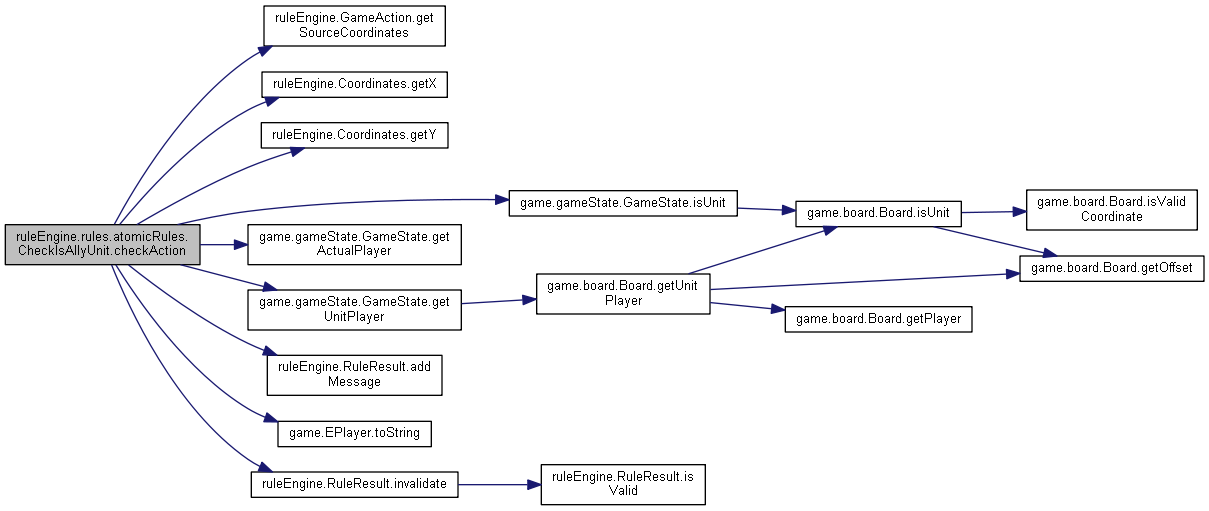 ruleEngine.GameAction.get
SourceCoordinates
ruleEngine.Coordinates.getX
ruleEngine.Coordinates.getY
game.gameState.GameState.isUnit
game.board.Board.isUnit
game.board.Board.isValid
Coordinate
ruleEngine.rules.atomicRules.
CheckIsAllyUnit.checkAction
game.gameState.GameState.get
ActualPlayer
game.board.Board.getOffset
game.gameState.GameState.get
UnitPlayer
game.board.Board.getUnit
Player
game.board.Board.getPlayer
ruleEngine.RuleResult.add
Message
game.EPlayer.toString
ruleEngine.RuleResult.invalidate
ruleEngine.RuleResult.is
Valid